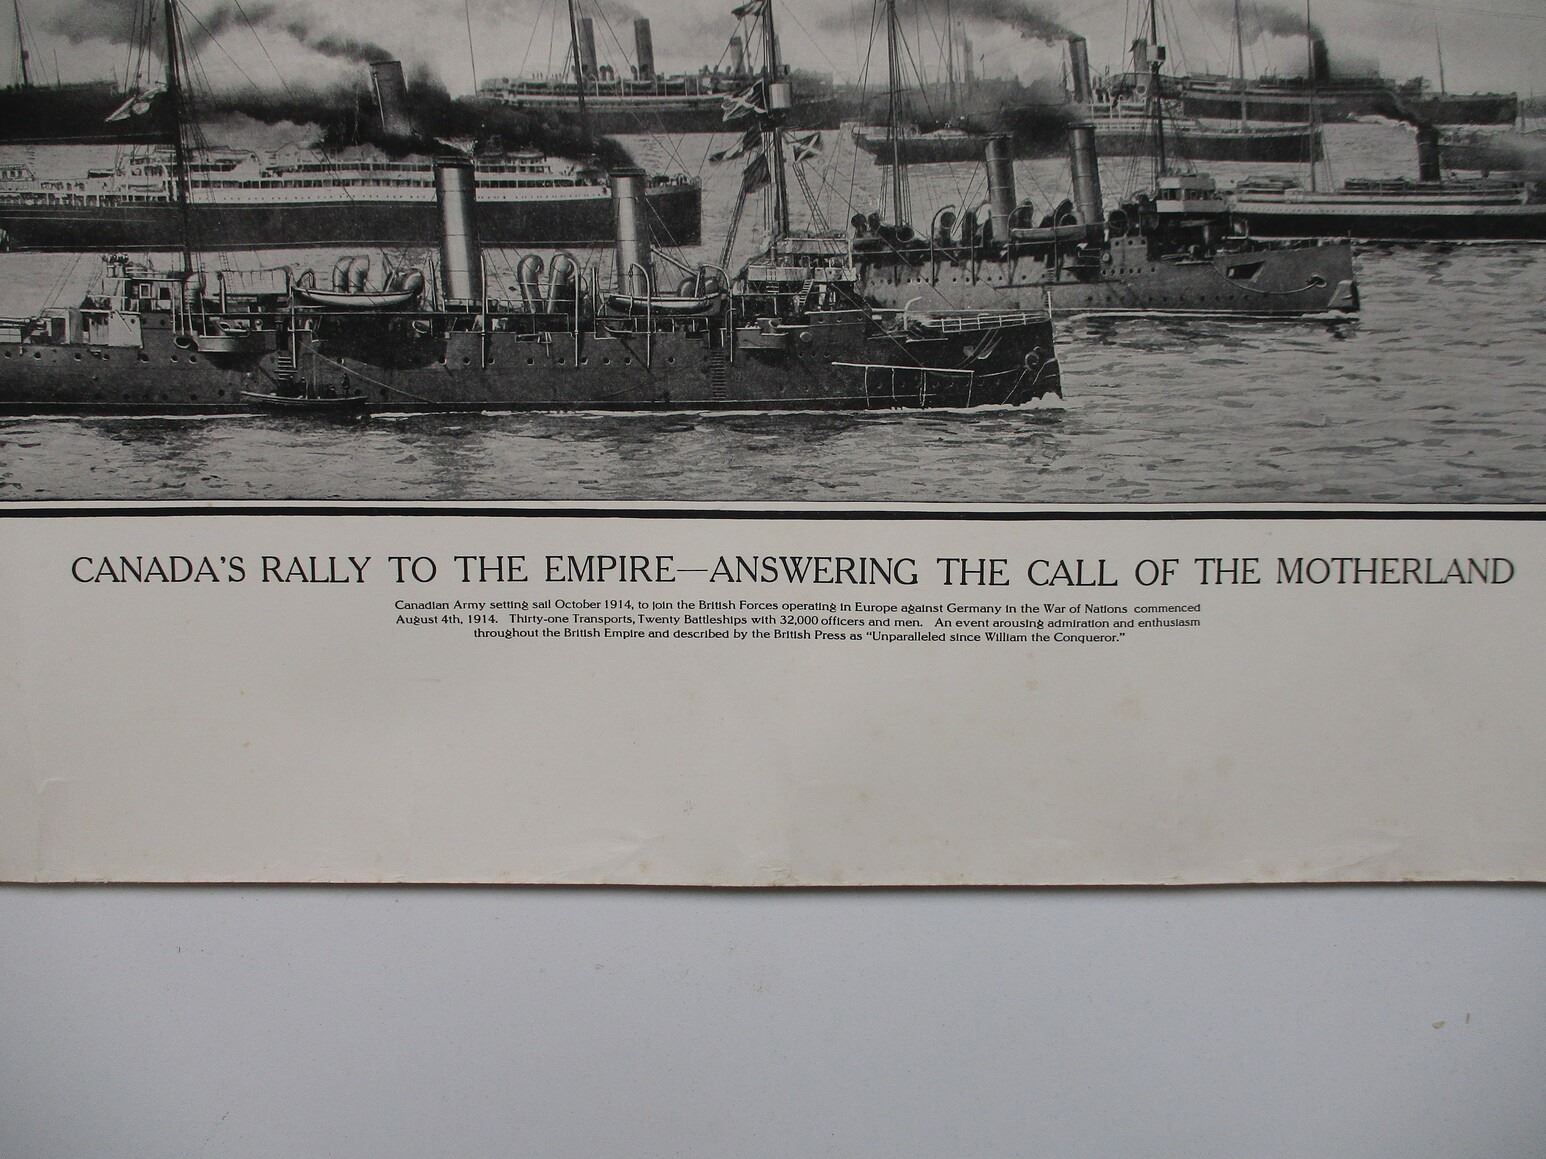 CANADA'S RALLY TO THE EMPIRE—ANSWERING THE CALL OF THE MOTHERLAND
Canadian Army setting sail October 1914, to join the British Forces operating in Europe against Germany in the War of Nations commenced
August 4th, 1914. Thirty-one Transports, Twenty Battleships with 32,000 officers and men. An event arousing admiration and enthusiasm
throughout the British Empire and described by the British Press as "Unparalleled since William the Conqueror."